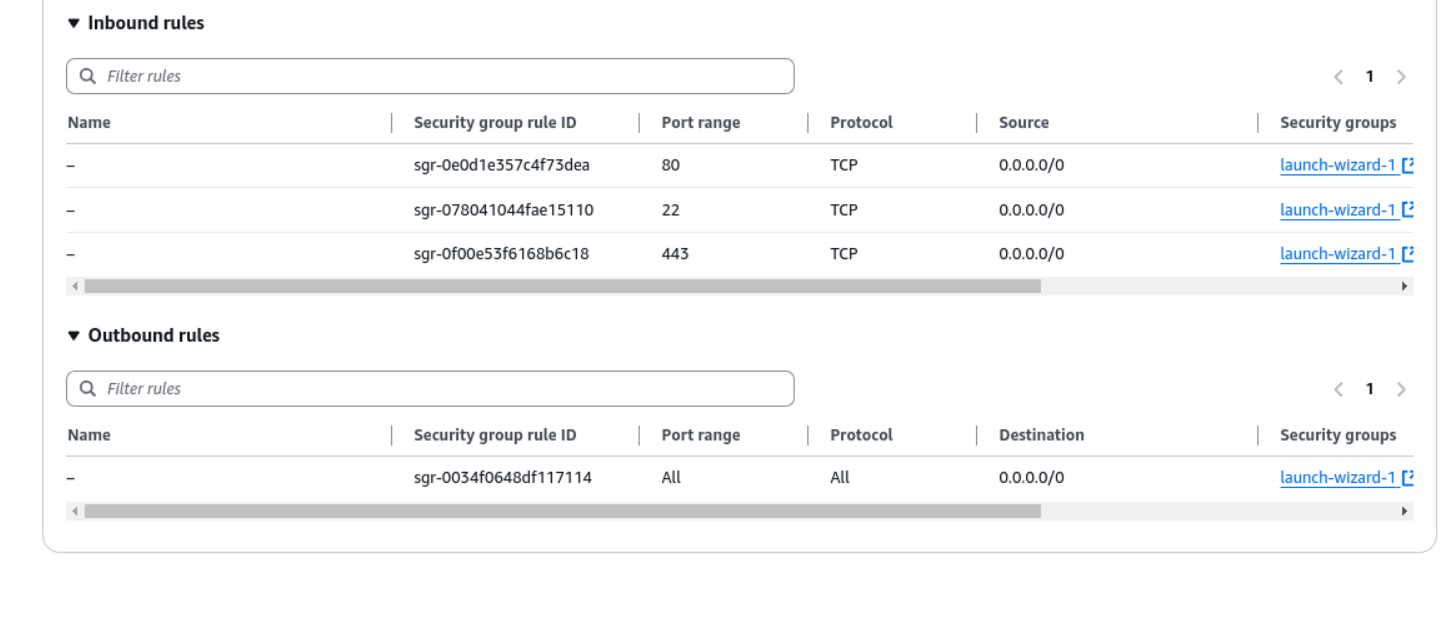 Inbound rules
Filter rules
1
Name Security group rule ID Port range Protocol Source Security groups
– sgr-0e0d1e357c4f73dea 80 TCP 0.0.0.0/0 launch-wizard-1
– sgr-078041044fae15110 22 TCP 0.0.0.0/0 launch-wizard-1
– sgr-0f00e53f6168b6c18 443 TCP 0.0.0.0/0 launch-wizard-1
Outbound rules
Filter rules
1
Name Security group rule ID Port range Protocol Destination Security groups
– sgr-0034f0648df117114 All All 0.0.0.0/0 launch-wizard-1